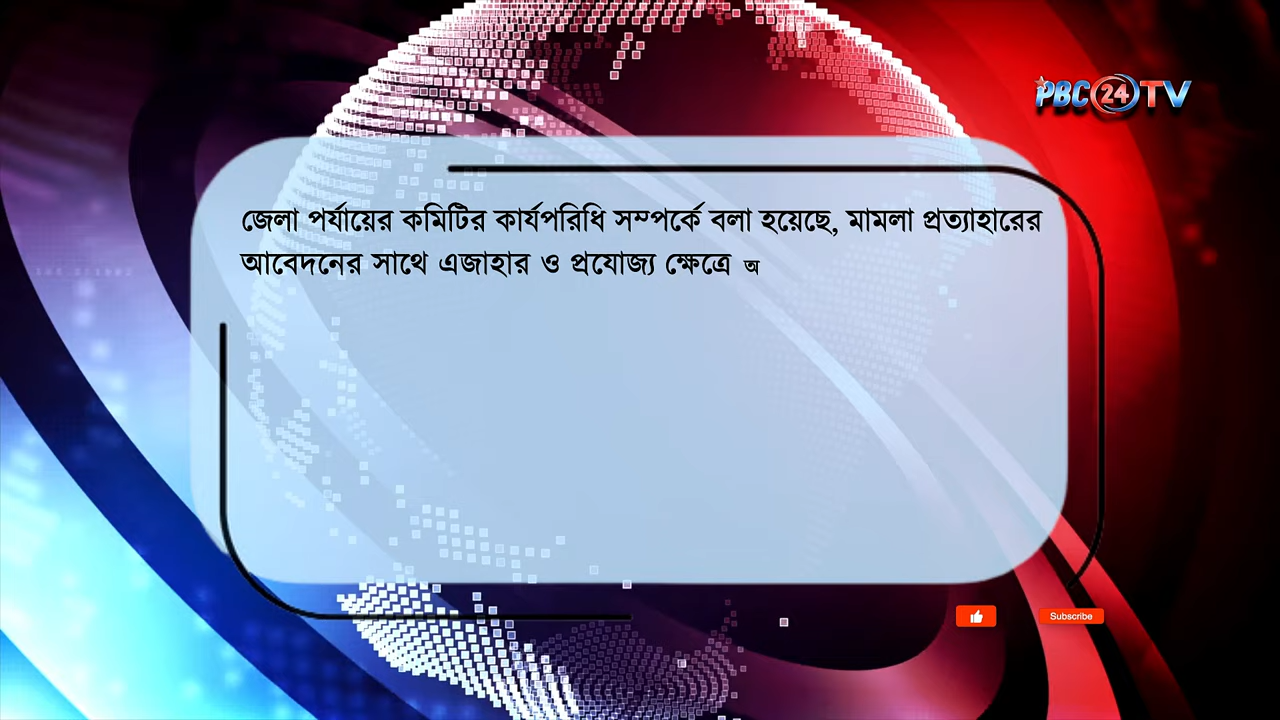 PBC 24 TV
জেলা পর্যায়ের কমিটির কার্যপরিধি সম্পর্কে বলা হয়েছে, মামলা প্রত্যাহারের
আবেদনের সাথে এজাহার ও প্রযোজ্য ক্ষেত্রে অ
Subscribe